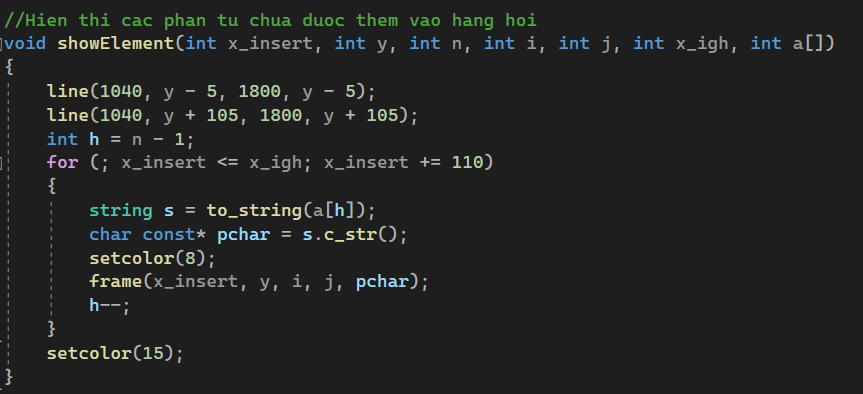 //Hien thi cac phan tu chua duoc them vao hang hoi
void showElement(int x_insert, int y, int n, int i, int j, int x_igh, int a[])
{
    line(1040, y - 5, 1800, y - 5);
    line(1040, y + 105, 1800, y + 105);
    int h = n - 1;
    for (; x_insert <= x_igh; x_insert += 110)
    {
        string s = to_string(a[h]);
        char const* pchar = s.c_str();
        setcolor(8);
        frame(x_insert, y, i, j, pchar);
        h--;
    }
    setcolor(15);
}